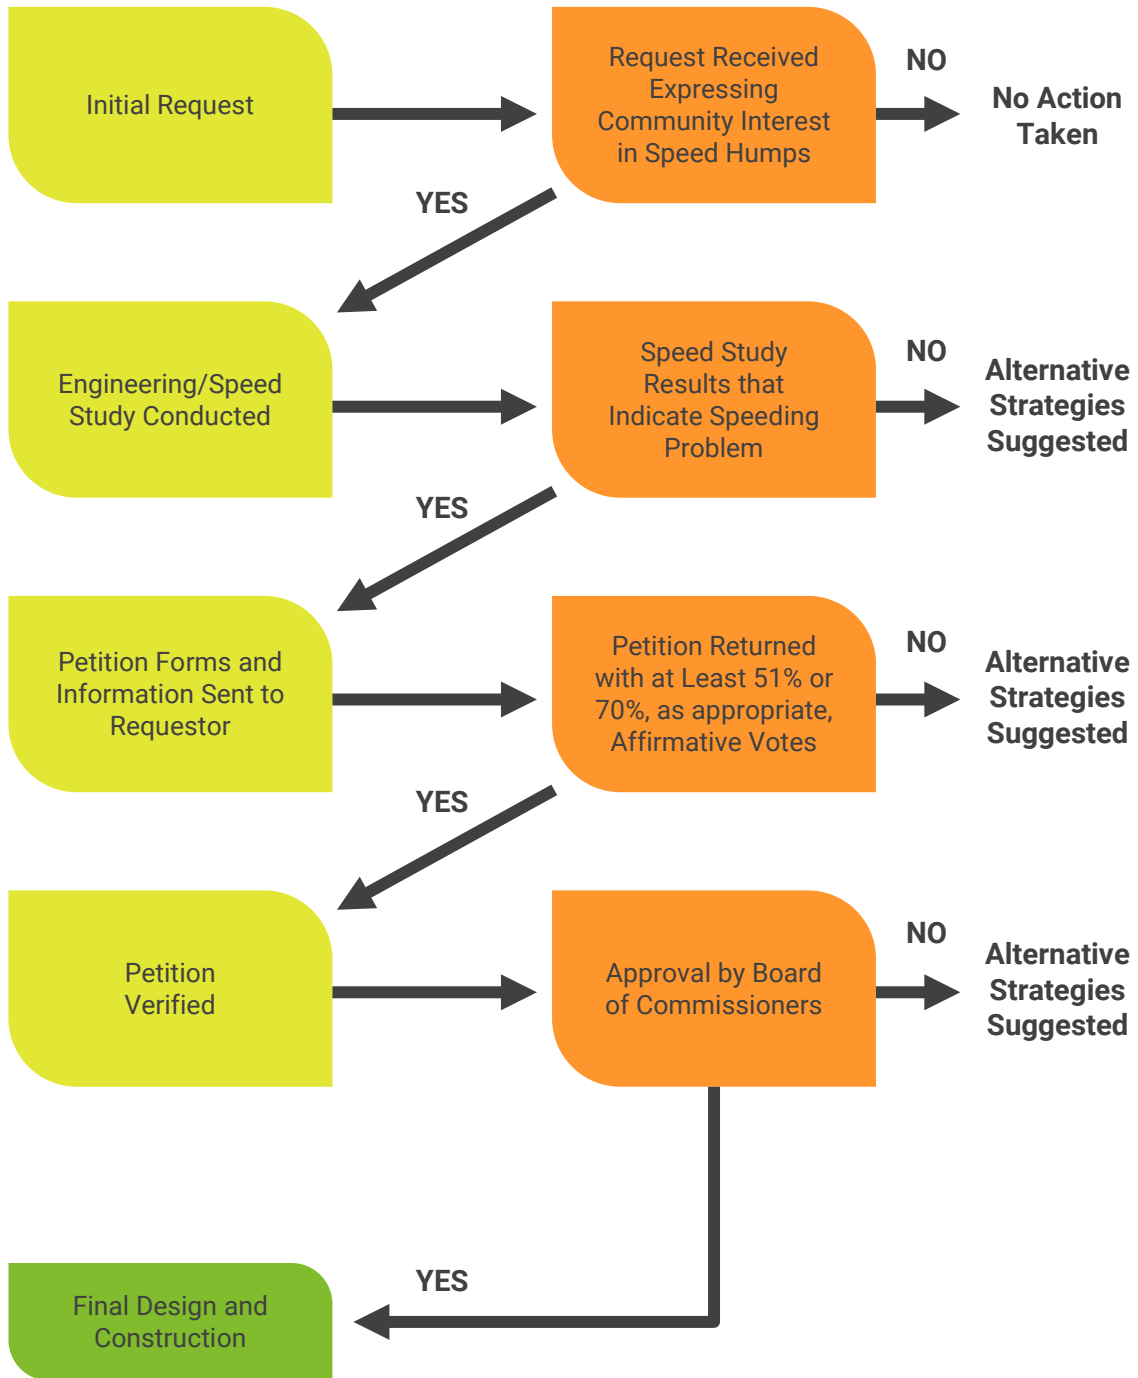 Initial Request
Request Received
Expressing
Community Interest
in Speed Humps
NO
No Action
Taken
YES
Engineering/Speed
Study Conducted
Speed Study
Results that
Indicate Speeding
Problem
NO
Alternative
Strategies
Suggested
YES
Petition Forms and
Information Sent to
Requestor
Petition Returned
with at Least 51% or
70%, as appropriate,
Affirmative Votes
NO
Alternative
Strategies
Suggested
YES
Petition
Verified
Approval by Board
of Commissioners
NO
Alternative
Strategies
Suggested
YES
Final Design and
Construction